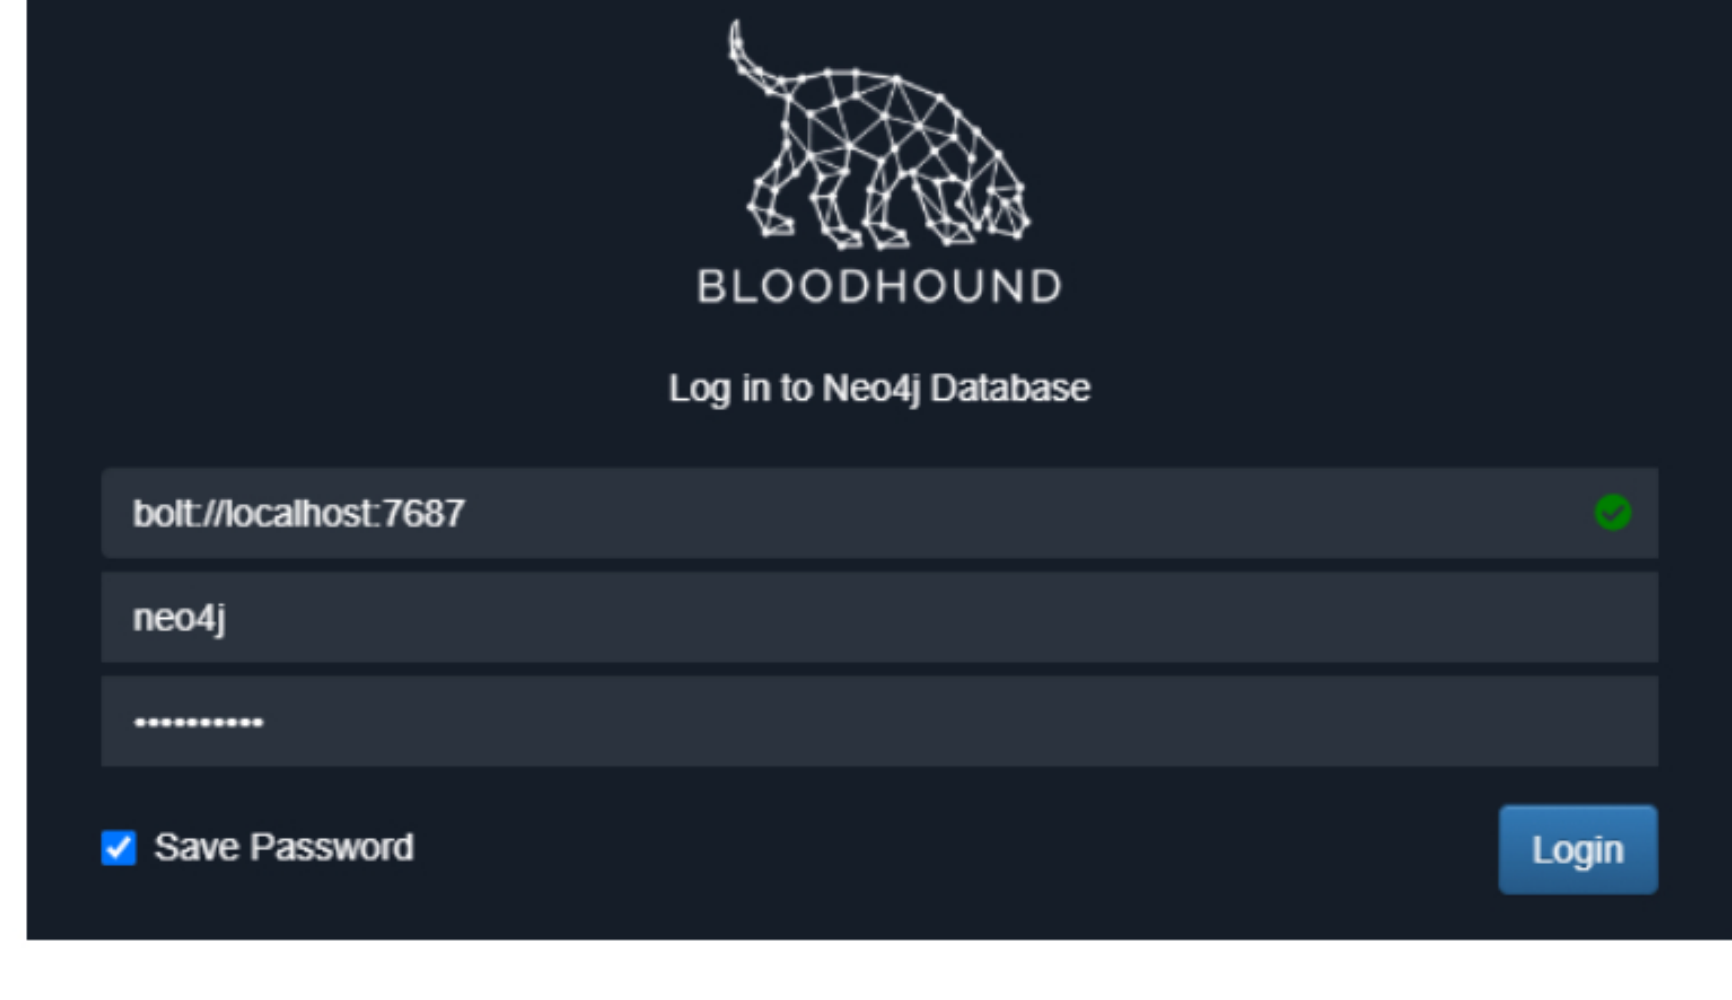 BLOODHOUND
Log in to Neo4j Database
bolt://localhost:7687
neo4j
•••••••••••
Save Password
Login